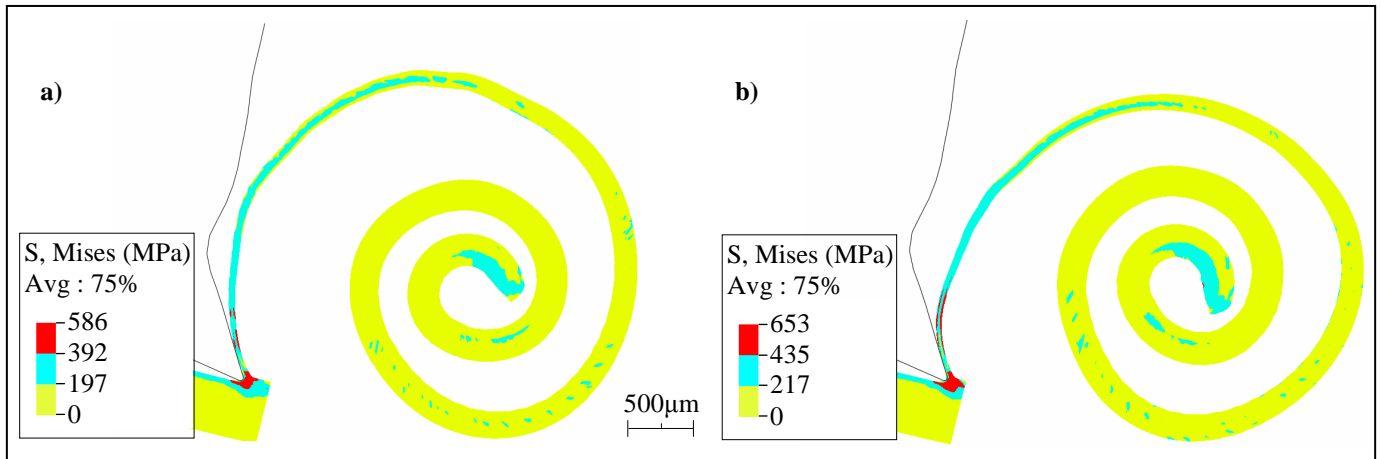 a)
S, Mises (MPa)
Avg : 75%
586
392
197
0
500µm
b)
S, Mises (MPa)
Avg : 75%
653
435
217
0